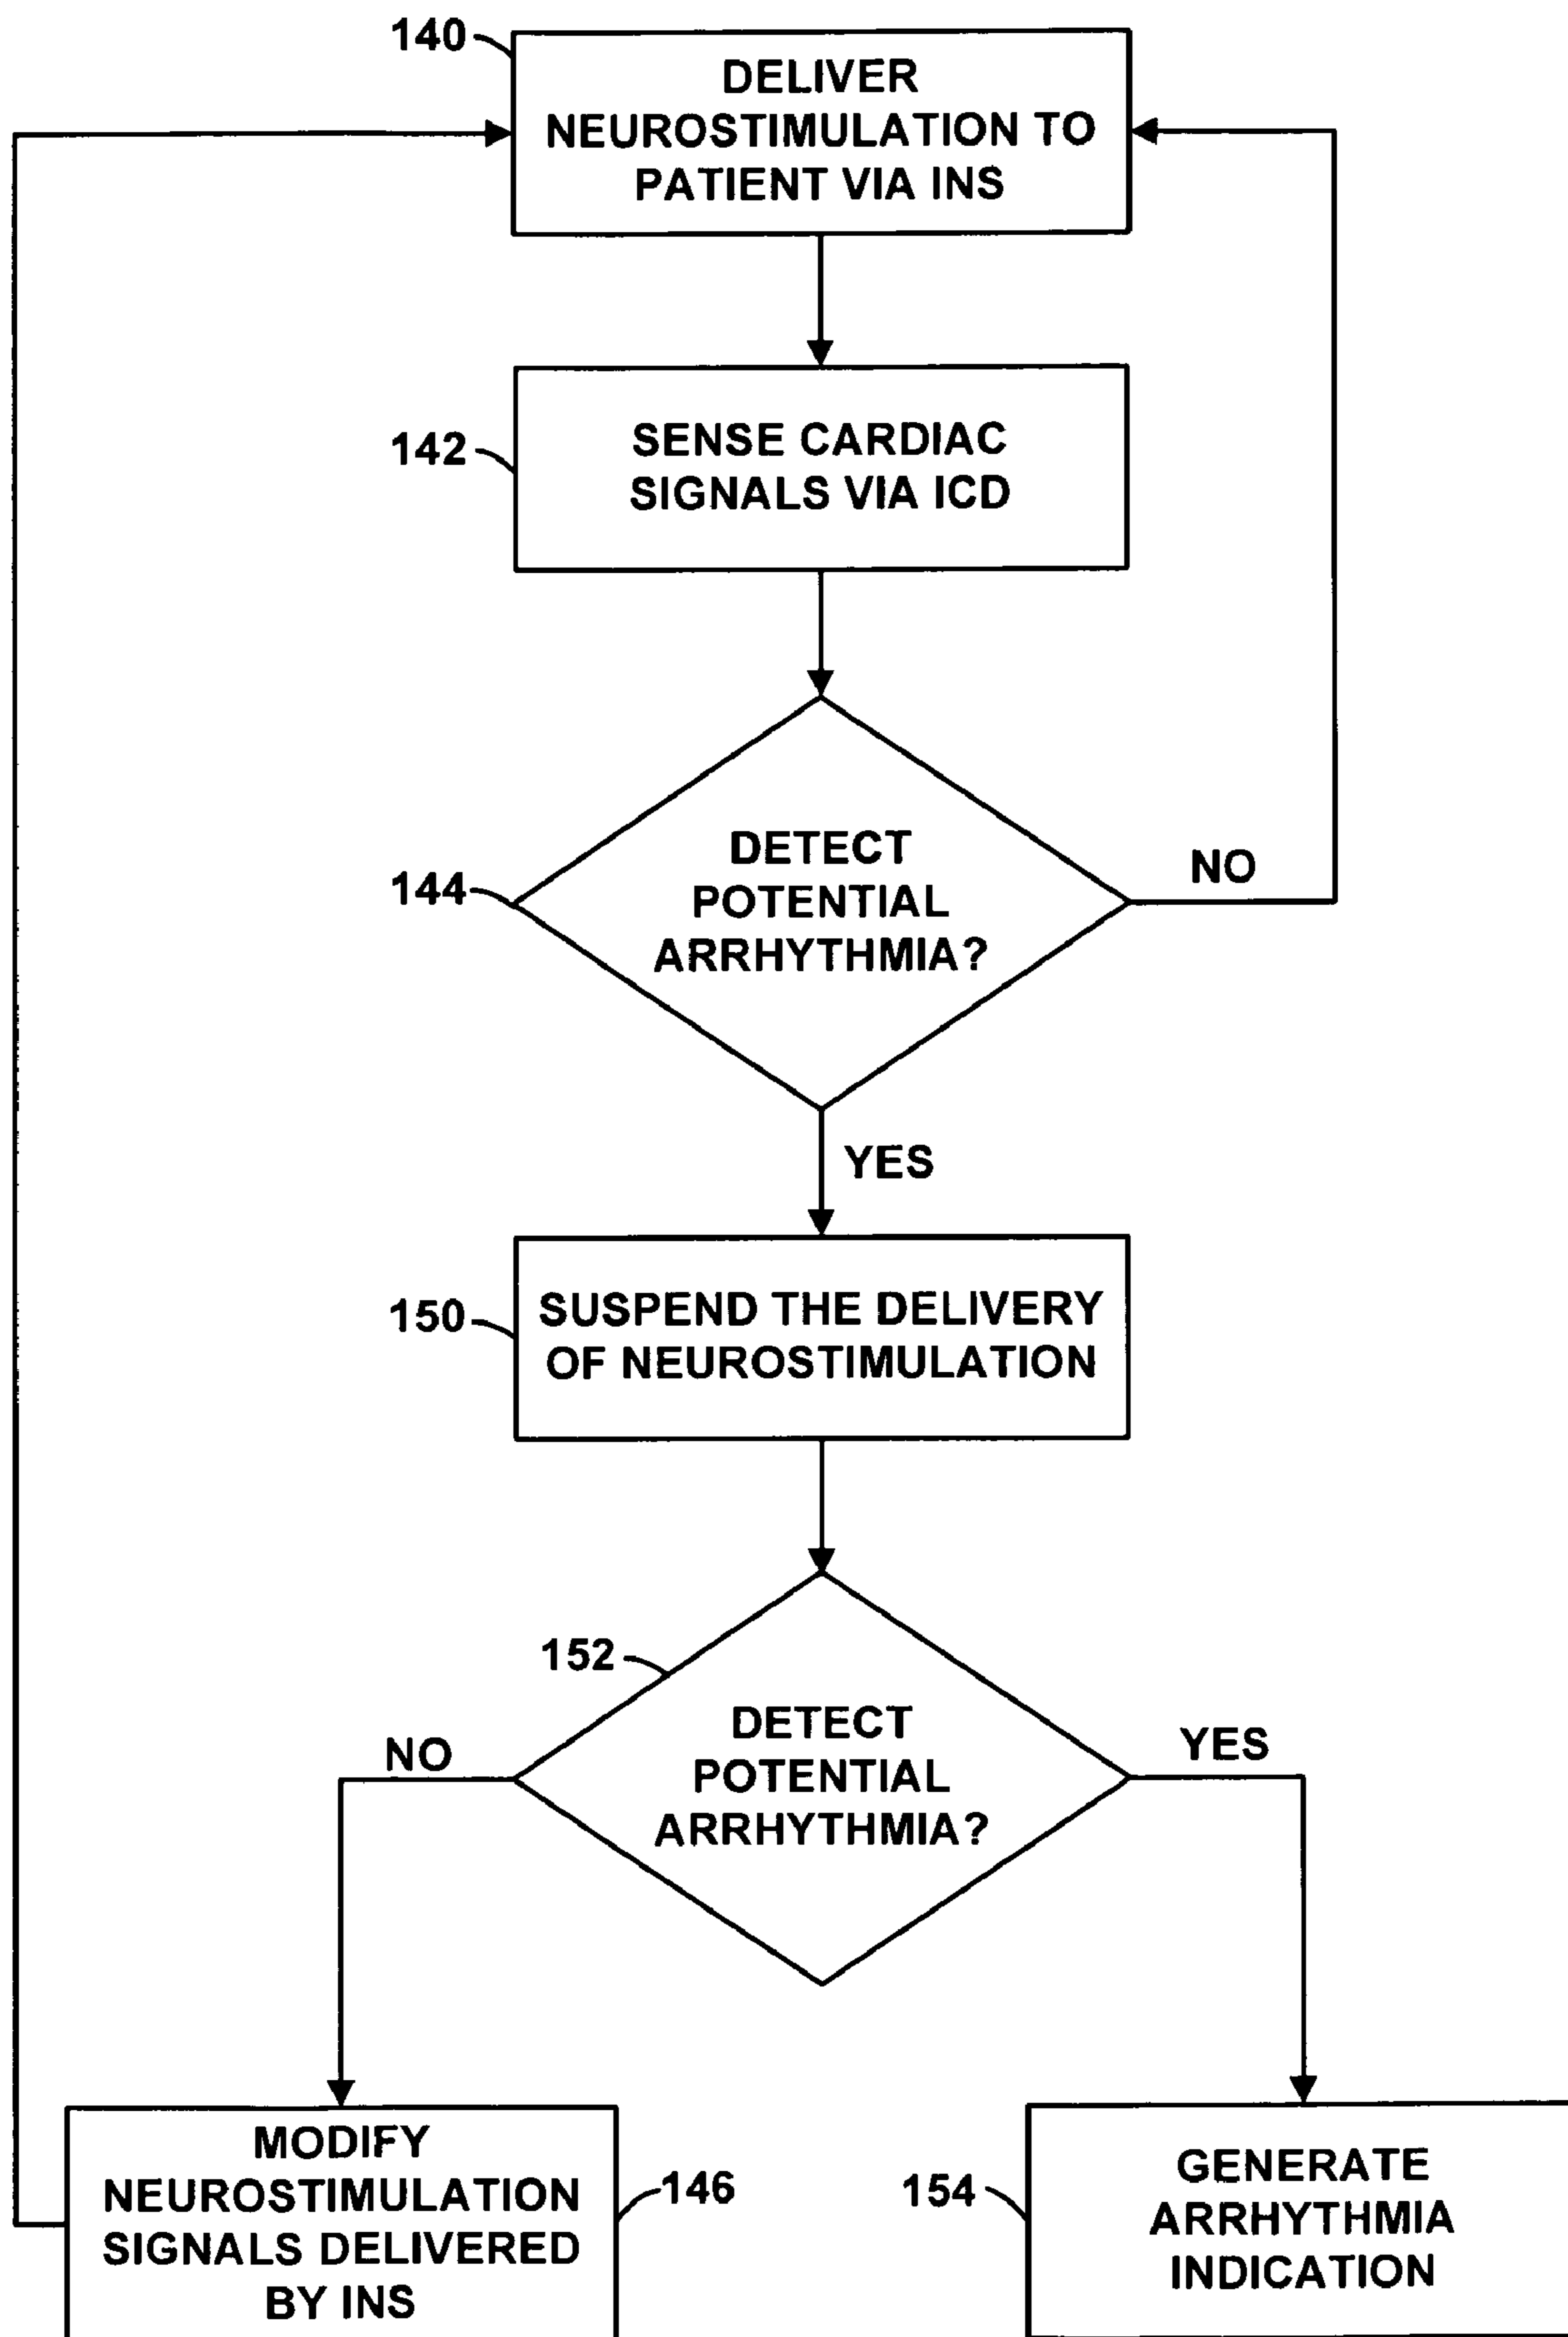 140
DELIVER
NEUROSTIMULATION TO
PATIENT VIA INS
142
SENSE CARDIAC
SIGNALS VIA ICD
144
DETECT
POTENTIAL
ARRHYTHMIA?
NO
YES
150
SUSPEND THE DELIVERY
OF NEUROSTIMULATION
152
DETECT
POTENTIAL
ARRHYTHMIA?
NO
YES
MODIFY
NEUROSTIMULATION
SIGNALS DELIVERED
BY INS
146
154
GENERATE
ARRHYTHMIA
INDICATION